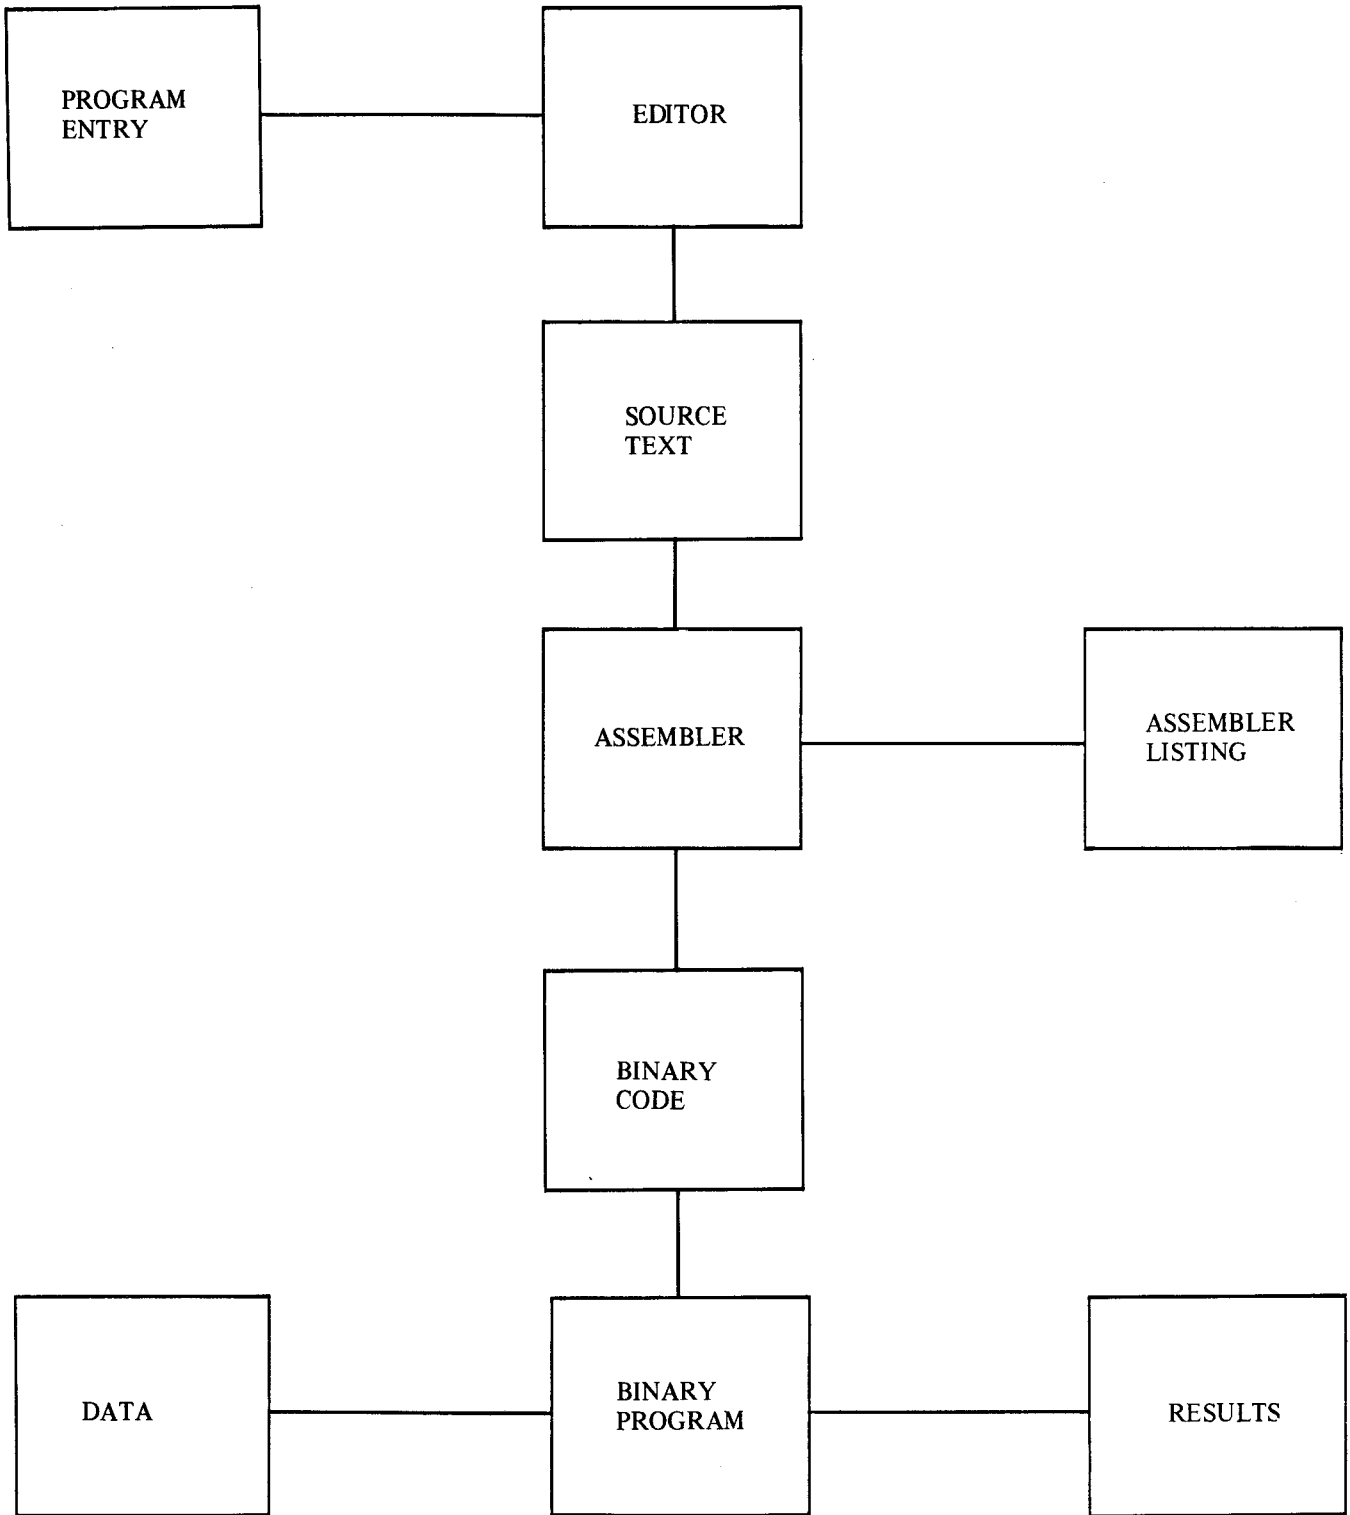 PROGRAM
ENTRY
EDITOR
SOURCE
TEXT
ASSEMBLER
ASSEMBLER
LISTING
BINARY
CODE
DATA
BINARY
PROGRAM
RESULTS